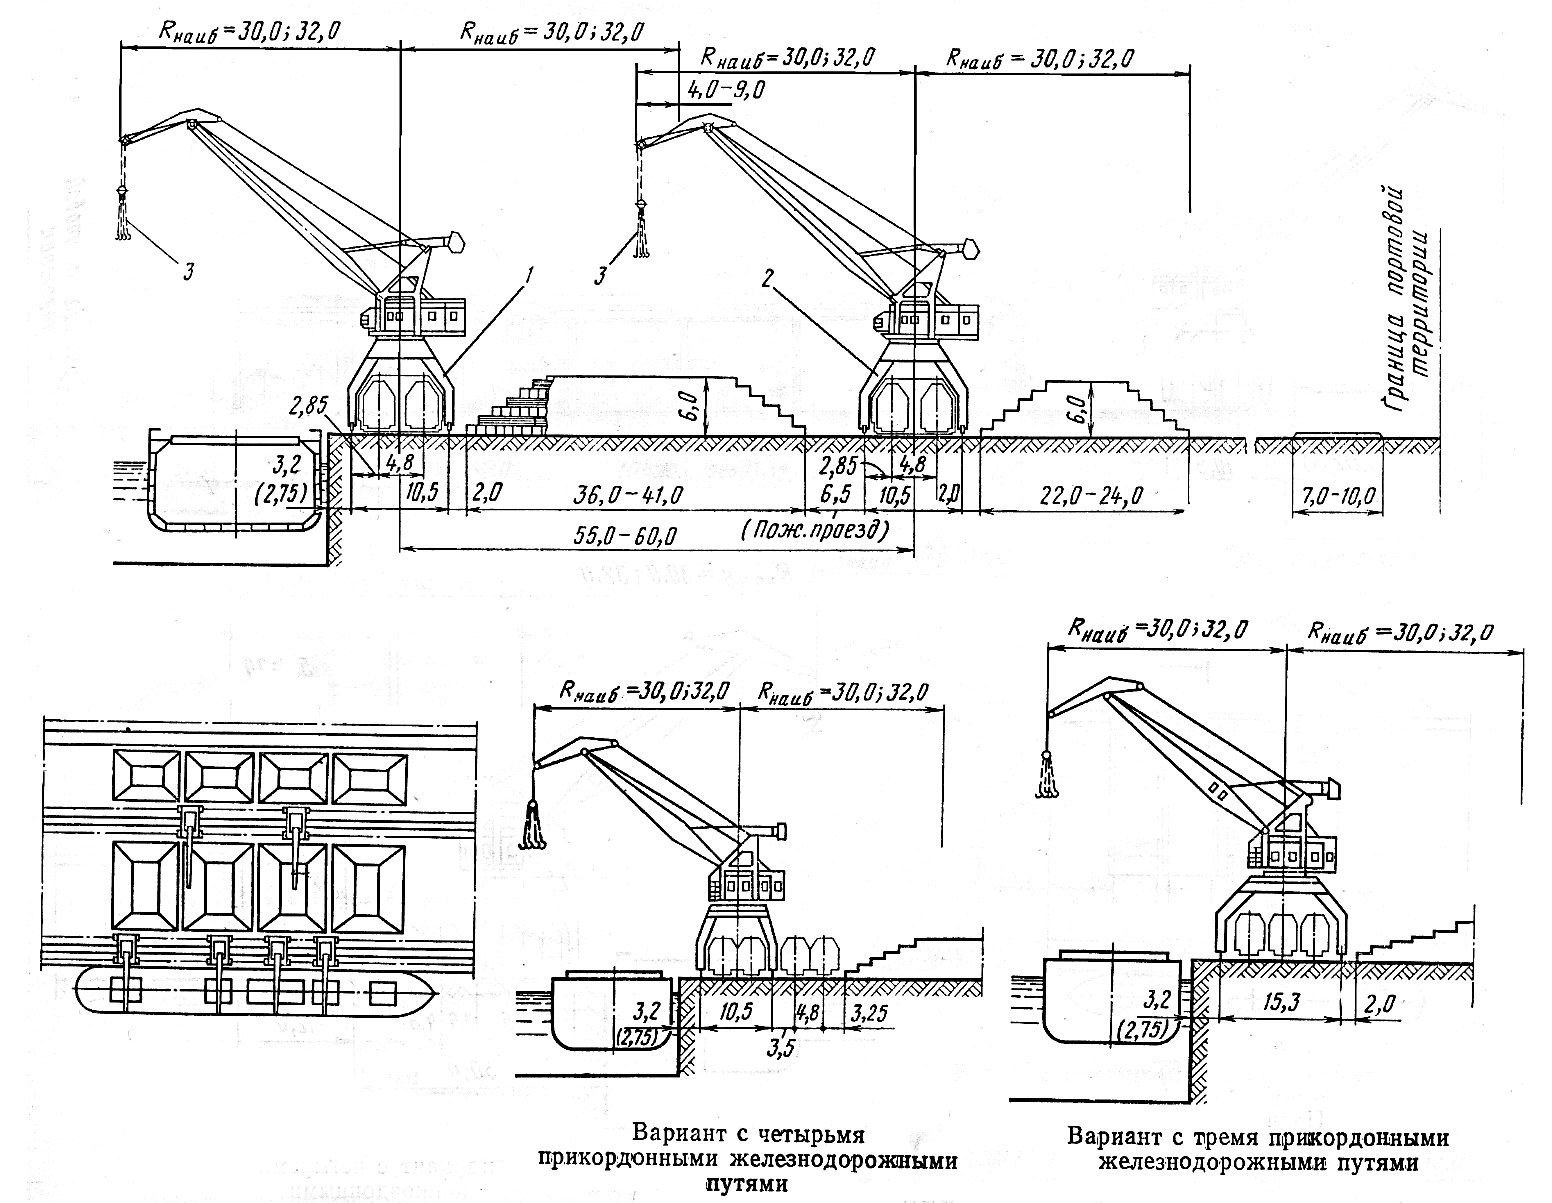 Rнаиб=30,0; 32,0
Rнаиб=30,0; 32,0
Rнаиб=30,0; 32,0
Rнаиб=30,0; 32,0
4,0-9,0
3
1
3
2
Граница портовой
территории
2,85
6,0
6,0
3,2
(2,75)
4,8
10,5
2,0
36,0-41,0
2,85
4,8
6,5
10,5
2,0
22,0-24,0
7,0-10,0
55,0-60,0
(Пож. проезд)
Rнаиб=30,0; 32,0
Rнаиб=30,0; 32,0
3,2
(2,75)
10,5
3,5
4,8
3,25
Вариант с четырьмя
прикордонными железнодорожными
путями
Rнаиб=30,0; 32,0
Rнаиб=30,0; 32,0
3,2
(2,75)
15,3
2,0
Вариант с тремя прикордонными
железнодорожными путями